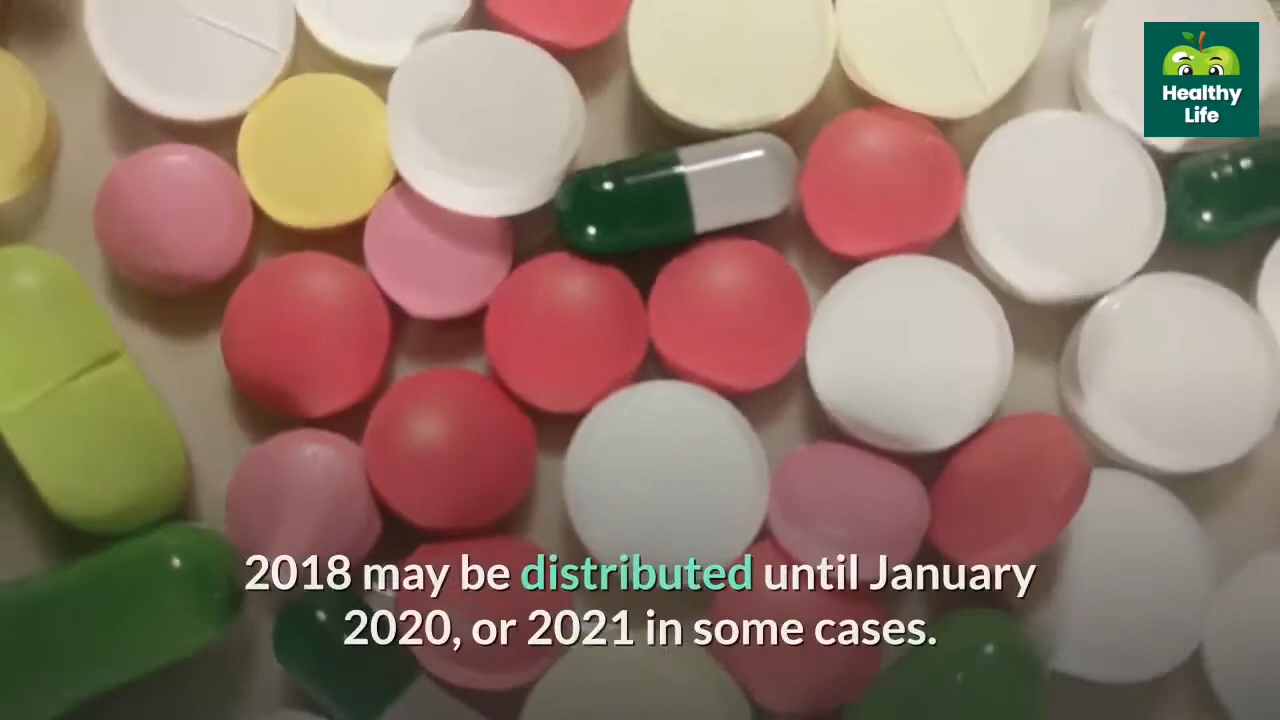 Healthy
Life
2018 may be distributed until January
2020, or 2021 in some cases.